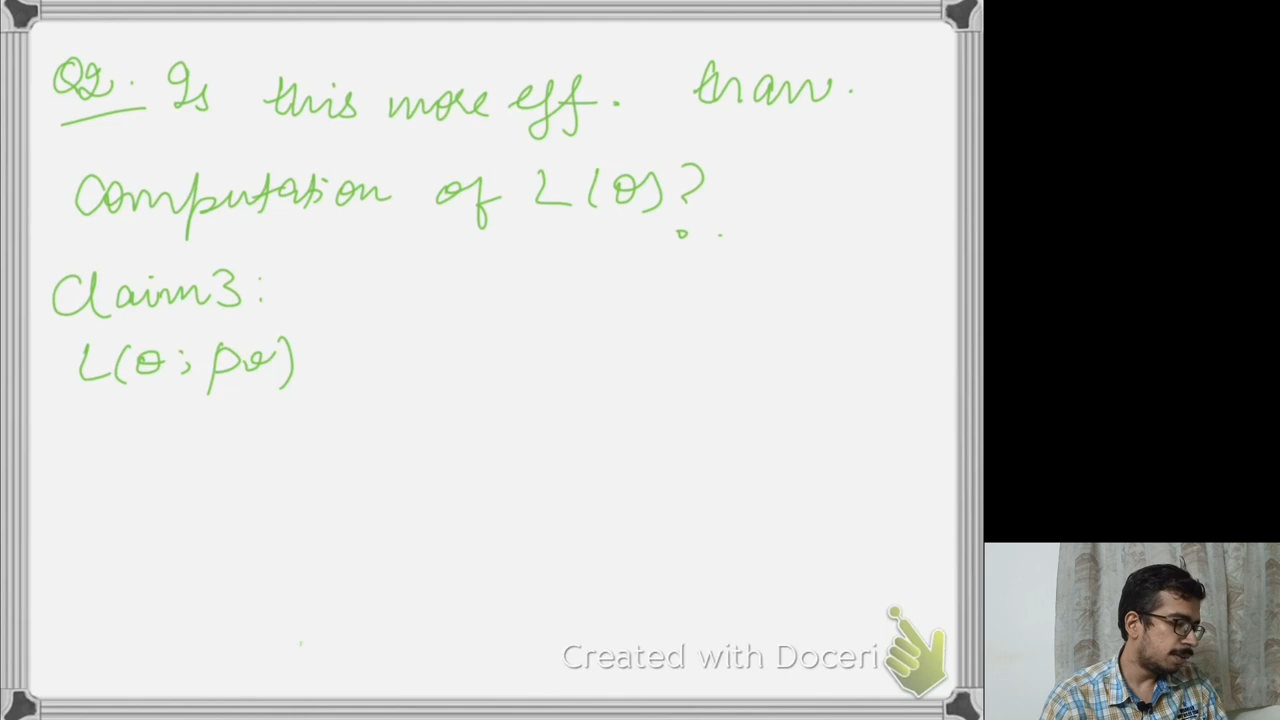 Q2. Is this more eff. than.
computation of L(θ)?
Claim 3:
L(θ; pθ)
Created with Doceri